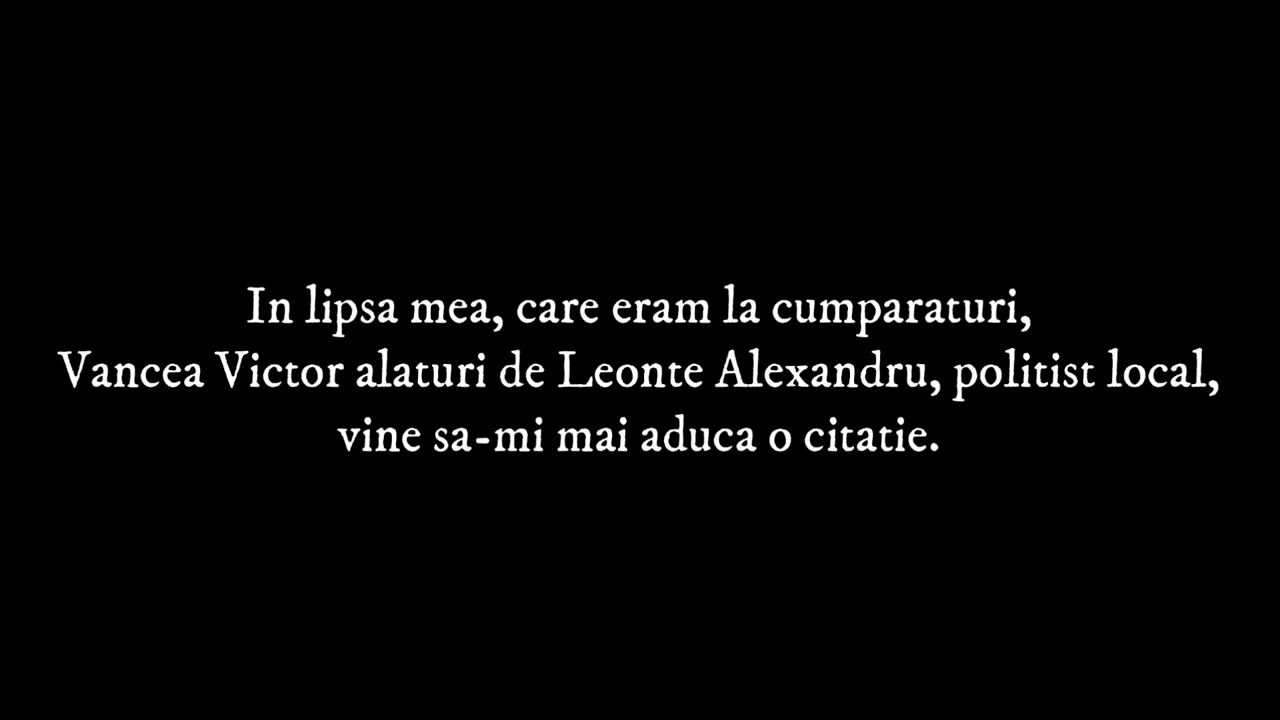 In lipsa mea, care eram la cumparaturi,
Vancea Victor alaturi de Leonte Alexandru, politist local,
vine sa-mi mai aduca o citatie.